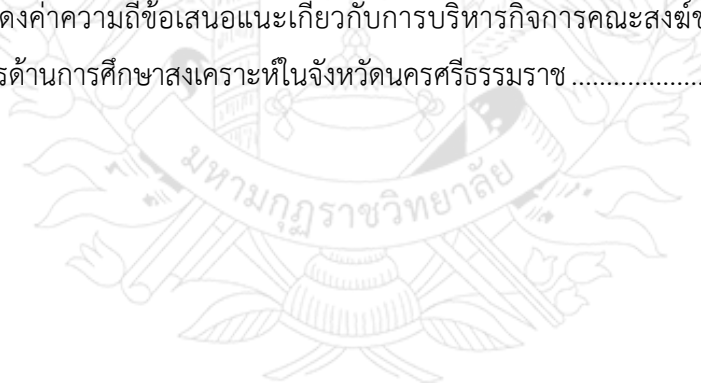 ดงค่าความถี่ข้อเสนอแนะเกี่ยวกับการบริหารกิจการคณะสงฆ์ข
รด้านการศึกษาสงเคราะห์ในจังหวัดนครศรีธรรมราช ...................
มหามกุฏราชวิทยาลัย